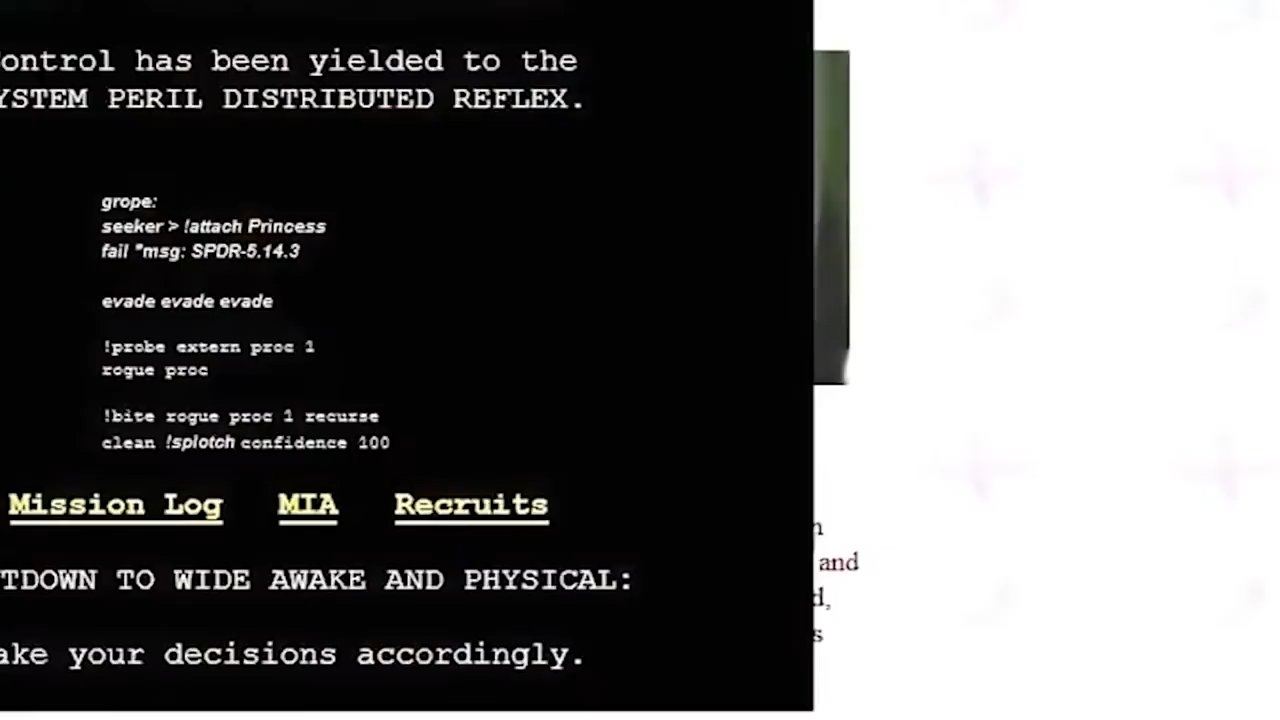 ontrol has been yielded to the
YSTEM PERIL DISTRIBUTED REFLEX.
grope:
seeker > !attach Princess
fail *msg: SPDR-5.14.3
evade evade evade
!probe extern proc 1
rogue proc
!bite rogue proc 1 recurse
clean !splotch confidence 100
Mission Log MIA Recruits
TDOWN TO WIDE AWAKE AND PHYSICAL:
ake your decisions accordingly.
n
and
d,
s